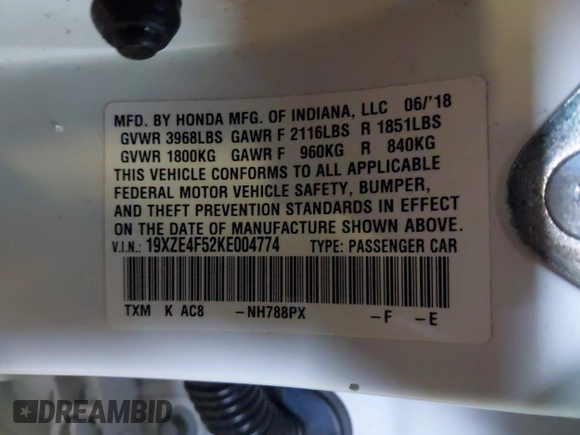 MFD. BY HONDA MFG. OF INDIANA, LLC 06/'18
GVWR 3968LBS GAWR F 2116LBS R 1851LBS
GVWR 1800KG GAWR F 960KG R 840KG
THIS VEHICLE CONFORMS TO ALL APPLICABLE
FEDERAL MOTOR VEHICLE SAFETY, BUMPER,
AND THEFT PREVENTION STANDARDS IN EFFECT
ON THE DATE OF MANUFACTURE SHOWN ABOVE.
V.I.N.: 19XZE4F52KE004774 TYPE: PASSENGER CAR
TXM K AC8 -NH788PX -F -E
DREAMBID